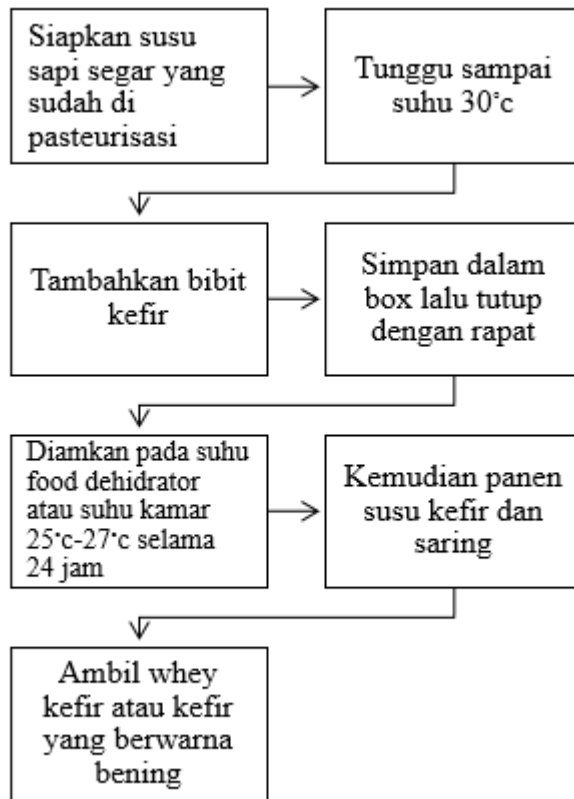 Siapkan susu
sapi segar yang
sudah di
pasteurisasi
Tunggu sampai
suhu 30°c
Tambahkan bibit
kefir
Simpan dalam
box lalu tutup
dengan rapat
Diamkan pada suhu
food dehidrator
atau suhu kamar
25°c-27°c selama
24 jam
Kemudian panen
susu kefir dan
saring
Ambil whey
kefir atau kefir
yang berwarna
bening